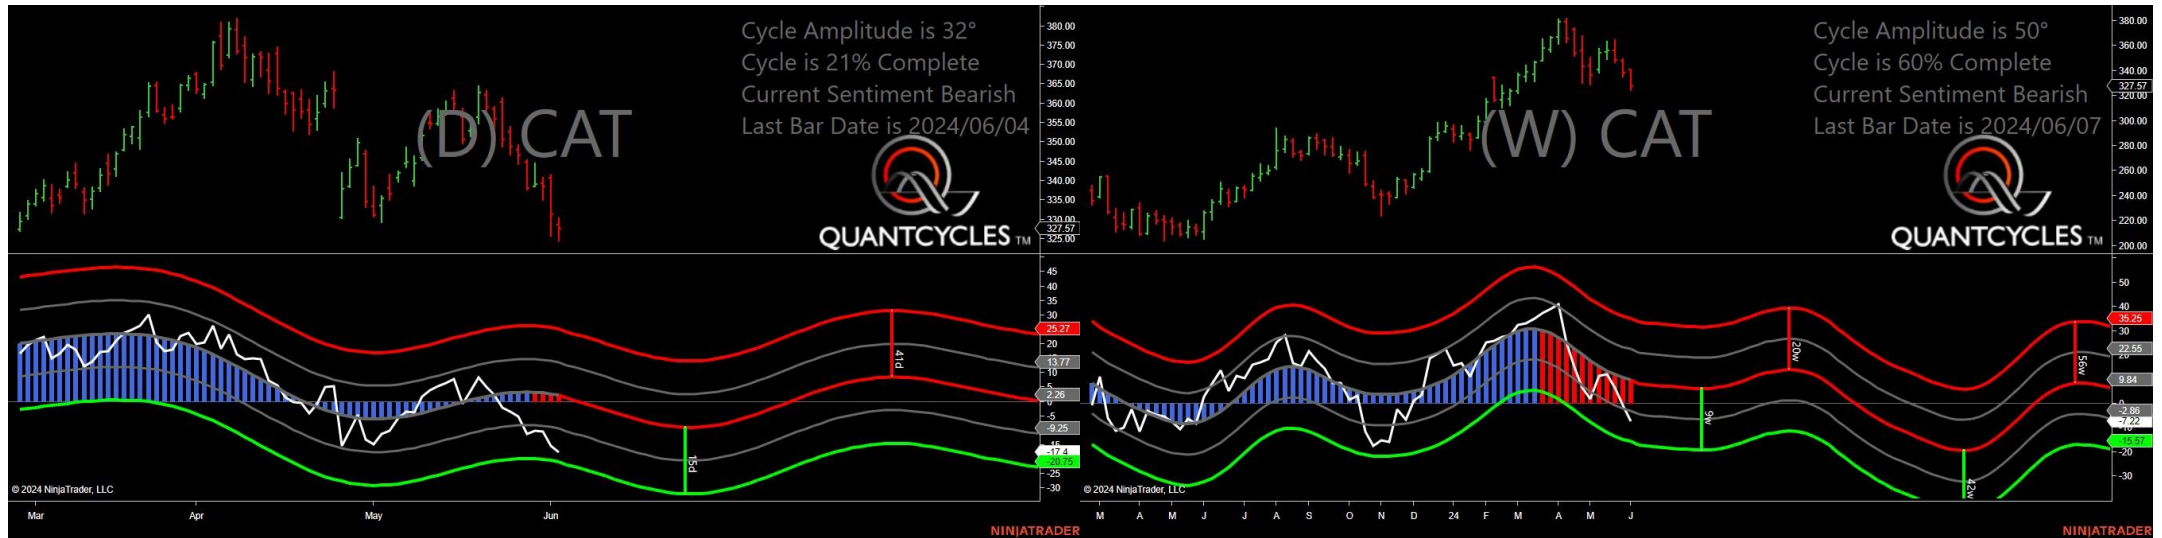 Cycle Amplitude is 32°
Cycle is 21% Complete
Current Sentiment Bearish
Last Bar Date is 2024/06/04
(D) CAT
QUANTCYCLES TM
380.00
375.00
370.00
365.00
360.00
355.00
350.00
345.00
340.00
335.00
330.00
327.57
325.00
45
40
35
30
25.27
20
13.77
10
5
2.26
-5
-9.25
-15
-17.4
-20.75
-25
-30
41d
15d
© 2024 NinjaTrader, LLC
Mar Apr May Jun
NINJATRADER
Cycle Amplitude is 50°
Cycle is 60% Complete
Current Sentiment Bearish
Last Bar Date is 2024/06/07
(W) CAT
QUANTCYCLES TM
380.00
360.00
340.00
327.57
320.00
300.00
280.00
260.00
240.00
220.00
200.00
50
40
35.25
30
22.55
20
9.84
0
-2.86
-7.22
-15.57
-20
-30
20w
56w
9w
42w
© 2024 NinjaTrader, LLC
M A M J J A S O N D 24 F M A M J
NINJATRADER